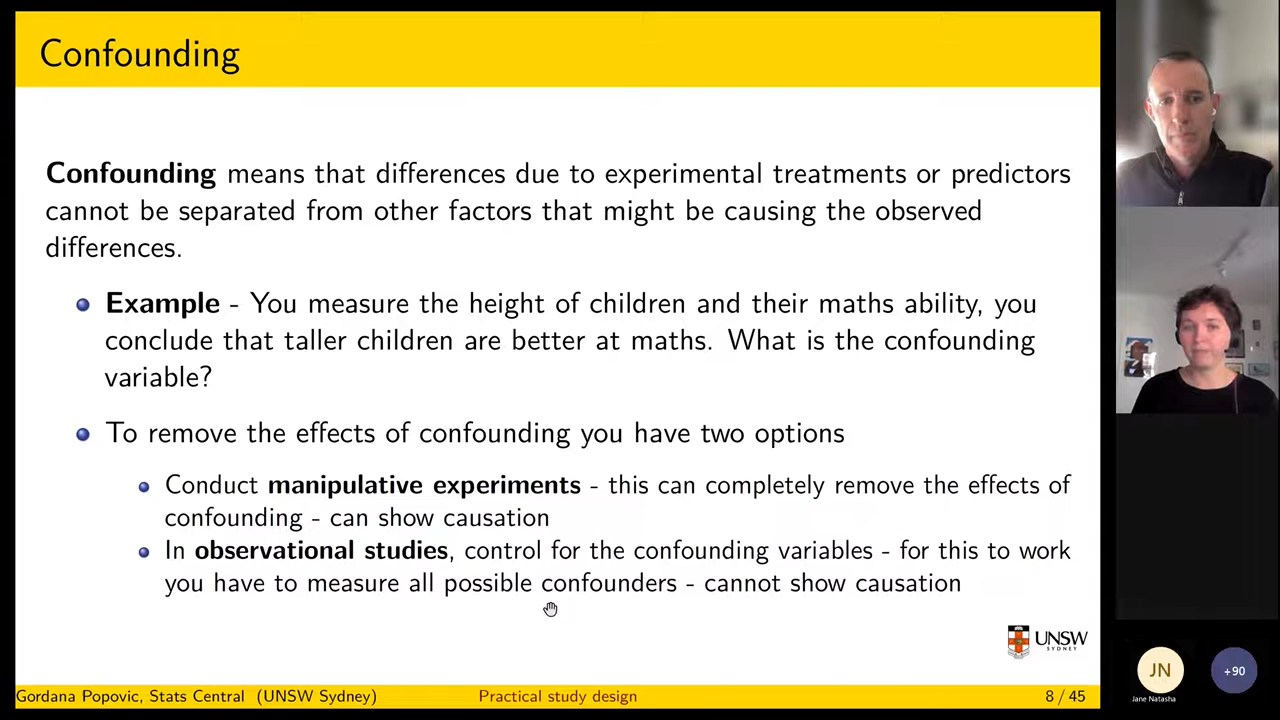 Confounding
Confounding means that differences due to experimental treatments or predictors
cannot be separated from other factors that might be causing the observed
differences.
Example - You measure the height of children and their maths ability, you
conclude that taller children are better at maths. What is the confounding
variable?
To remove the effects of confounding you have two options
Conduct manipulative experiments - this can completely remove the effects of
confounding - can show causation
In observational studies, control for the confounding variables - for this to work
you have to measure all possible confounders - cannot show causation
UNSW
SYDNEY
Gordana Popovic, Stats Central (UNSW Sydney)
Practical study design
8 / 45
JN
Jane Natasha
+90